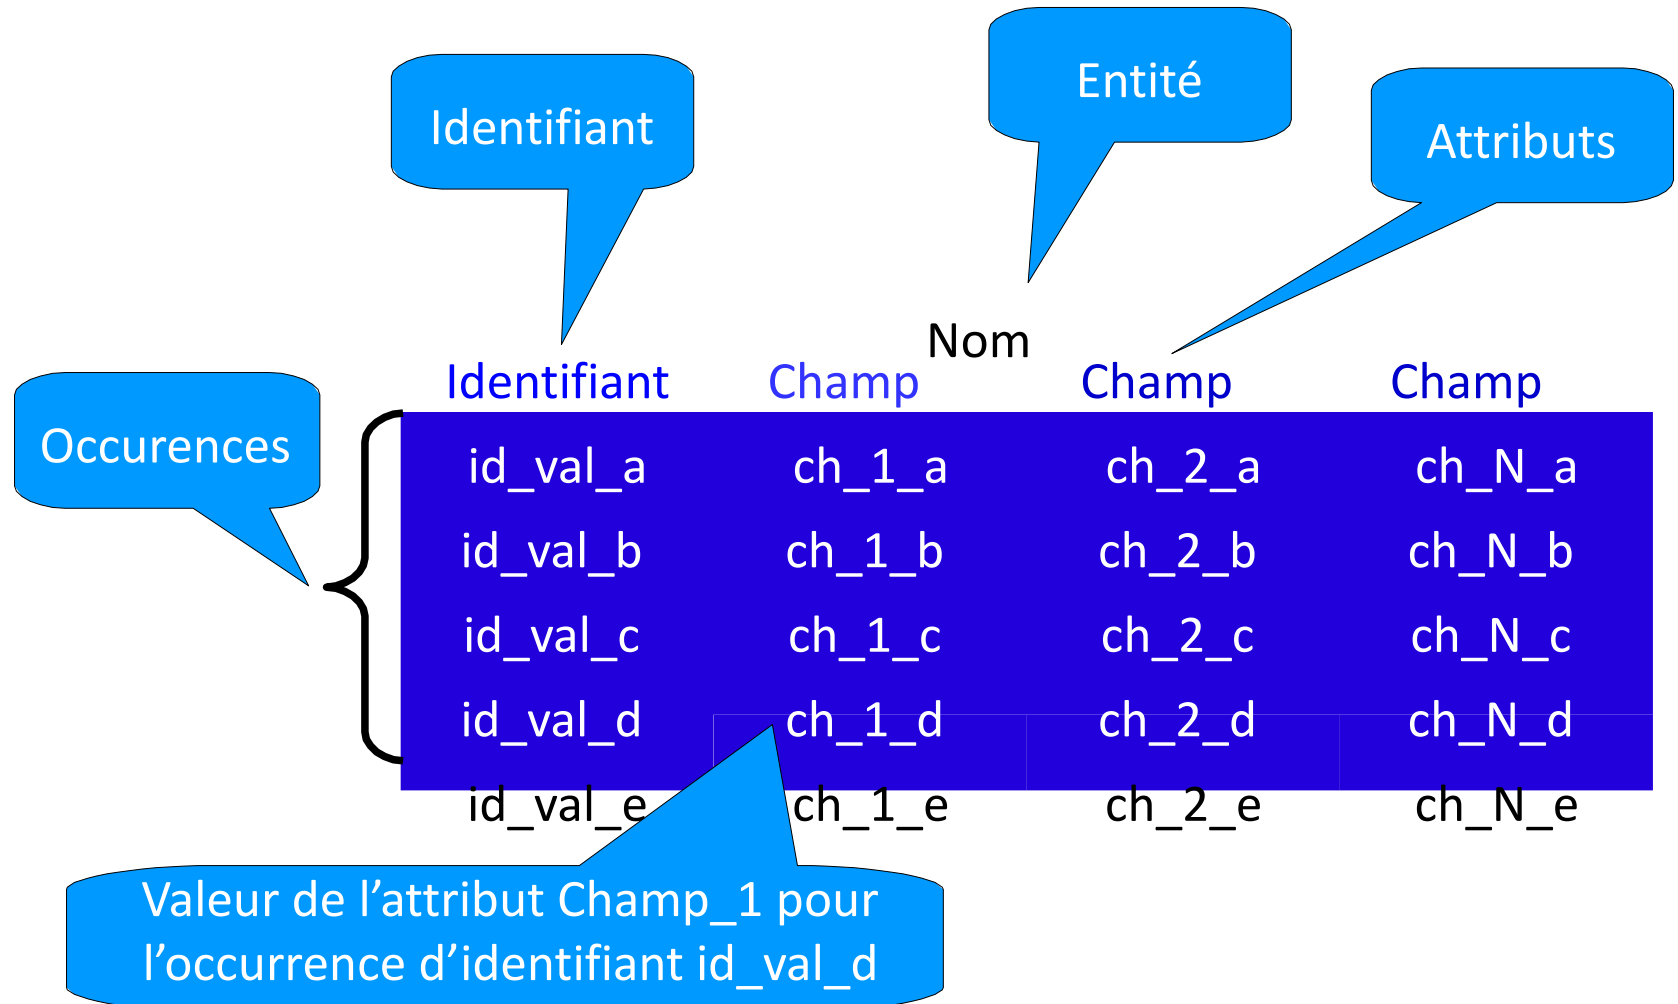 Entité
Identifiant
Attributs
Nom
Identifiant Champ Champ Champ
Occurences
id_val_a ch_1_a ch_2_a ch_N_a
id_val_b ch_1_b ch_2_b ch_N_b
id_val_c ch_1_c ch_2_c ch_N_c
id_val_d ch_1_d ch_2_d ch_N_d
id_val_e ch_1_e ch_2_e ch_N_e
Valeur de l’attribut Champ_1 pour
l’occurrence d’identifiant id_val_d